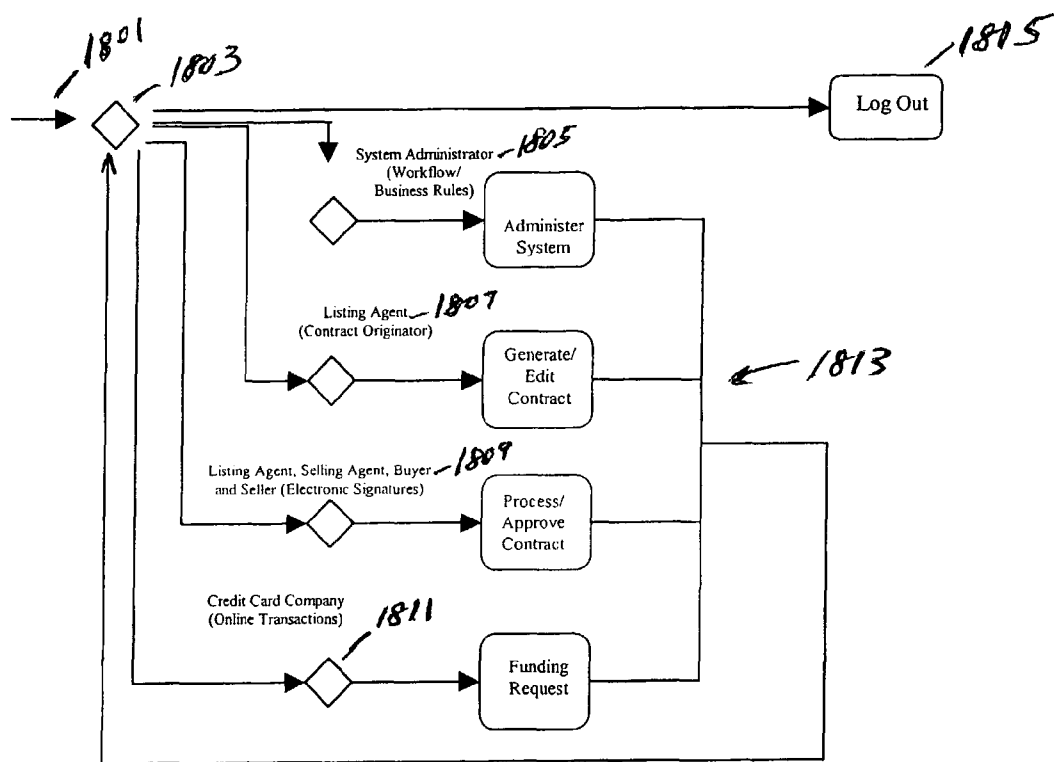 1801
1803
1815
Log Out
System Administrator
(Workflow/
Business Rules)
1805
Administer
System
Listing Agent
(Contract Originator)
1807
Generate/
Edit
Contract
1813
Listing Agent, Selling Agent, Buyer
and Seller (Electronic Signatures)
1809
Process/
Approve
Contract
Credit Card Company
(Online Transactions)
1811
Funding
Request